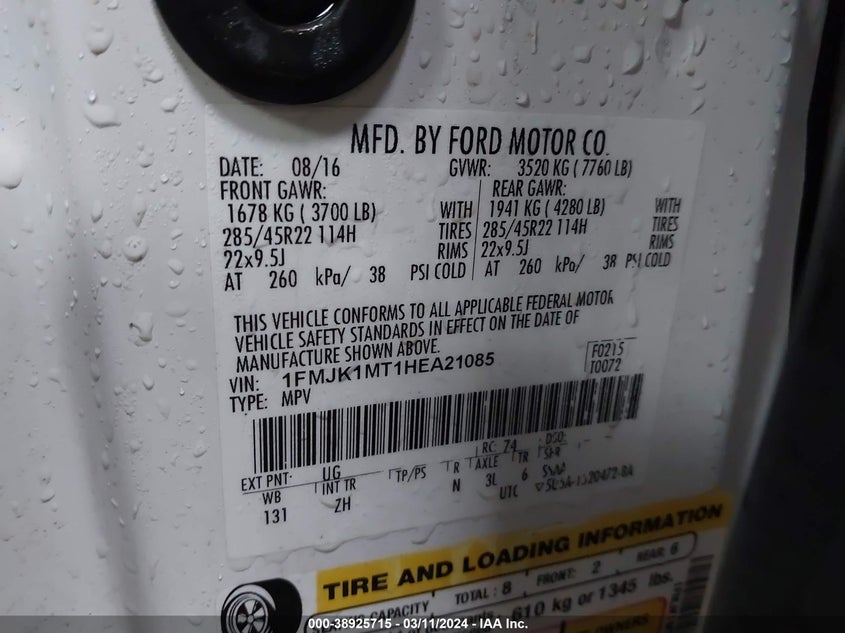 MFD. BY FORD MOTOR CO.
DATE: 08/16 GVWR: 3520 KG ( 7760 LB)
FRONT GAWR: REAR GAWR:
1678 KG ( 3700 LB) WITH 1941 KG ( 4280 LB) WITH
285/45R22 114H TIRES 285/45R22 114H TIRES
22x9.5J RIMS 22x9.5J RIMS
AT 260 kPa/ 38 PSI COLD AT 260 kPa/ 38 PSI COLD
THIS VEHICLE CONFORMS TO ALL APPLICABLE FEDERAL MOTOR
VEHICLE SAFETY STANDARDS IN EFFECT ON THE DATE OF
MANUFACTURE SHOWN ABOVE.
VIN: 1FMJK1MT1HEA21085 F0215
TYPE: MPV T0072
EXT PNT: UG RC: 74 DSO:
WB INT TR TP/PS R AXLE TR SPR
131 ZH N 3L 6
UTC
TIRE AND LOADING INFORMATION
CAPACITY TOTAL : 8 FRONT: 2 REAR: 6
610 kg or 1345 lbs.
OWNERS
000-38925715 - 03/11/2024 - IAA Inc.